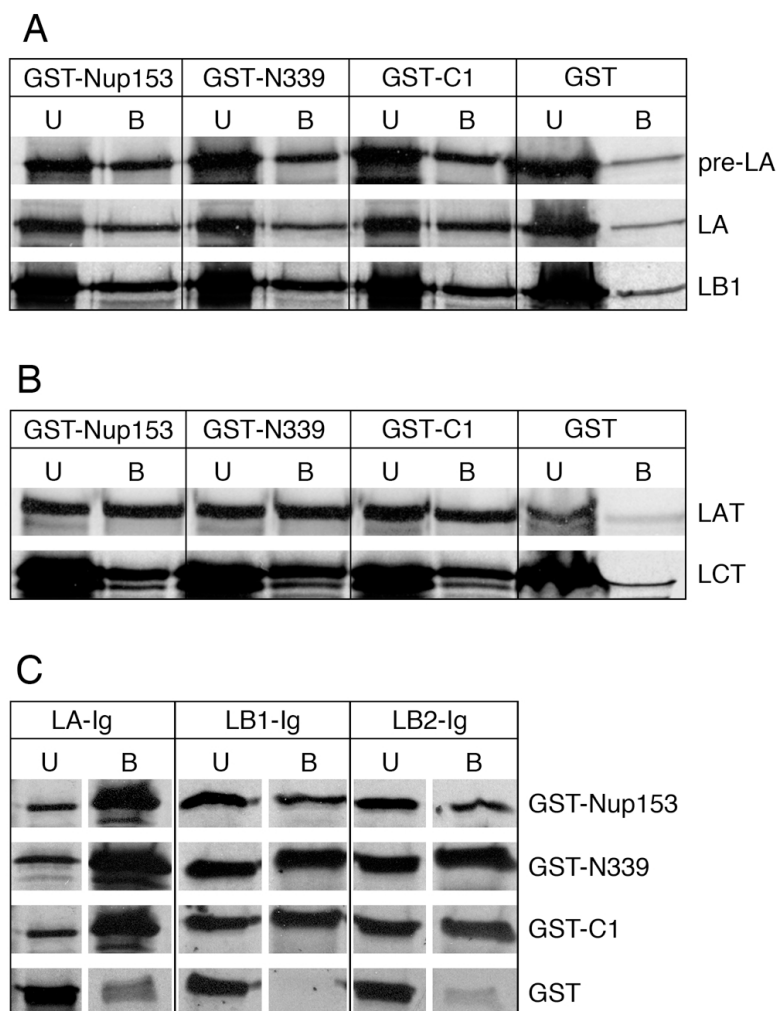 A
GST-Nup153 GST-N339 GST-C1 GST
U B U B U B U B
pre-LA
LA
LB1
B
GST-Nup153 GST-N339 GST-C1 GST
U B U B U B U B
LAT
LCT
C
LA-Ig LB1-Ig LB2-Ig
U B U B U B
GST-Nup153
GST-N339
GST-C1
GST